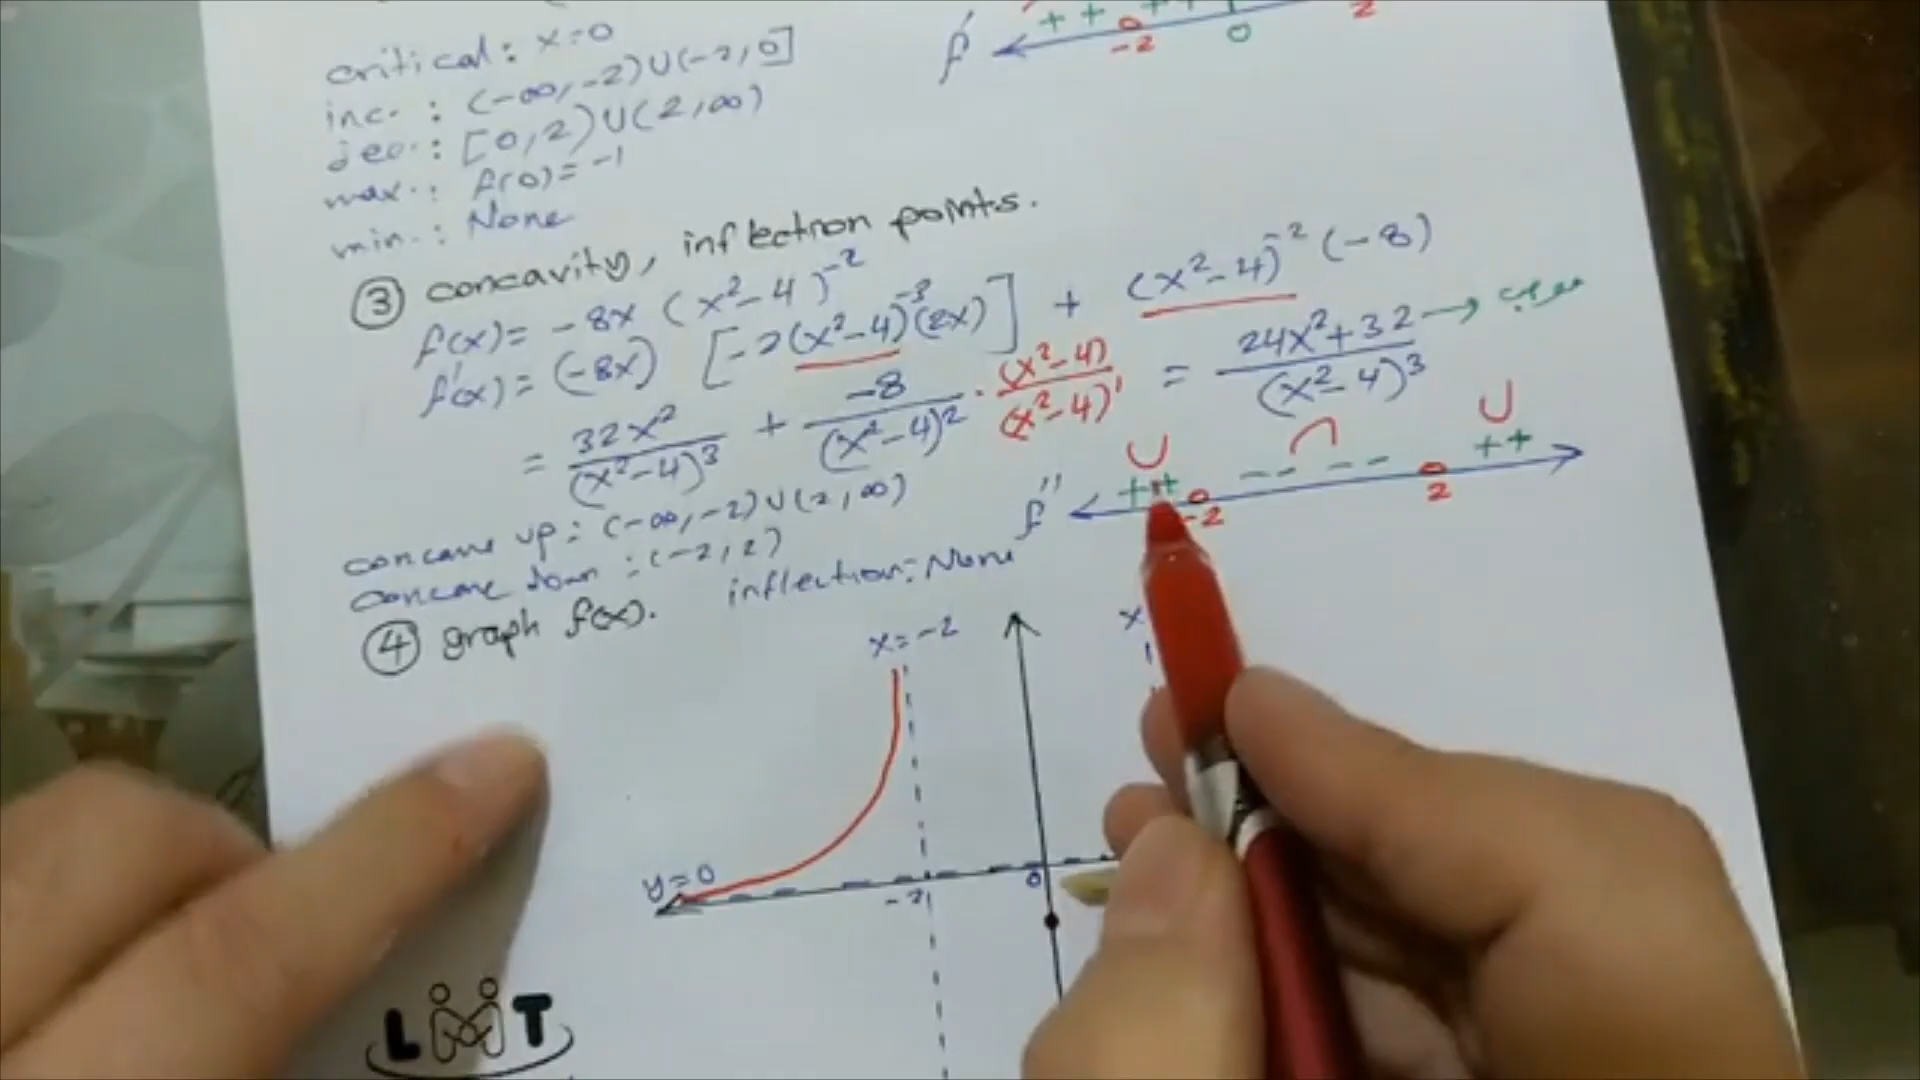 critical: x=0
inc. : (-∞,-2)∪(-2,0]
dec. : [0,2)∪(2,∞)
max. : f(0)=-1
min. : None
f' ++ -2 ++ 0 2
③ concavity, inflection points.
f'(x)= -8x (x²-4)⁻²
f''(x)= (-8x) [-2(x²-4)⁻³(2x)] + (x²-4)⁻²(-8)
= 32x²/(x²-4)³ + -8/(x²-4)² · (x²-4)/(x²-4)¹ = 24x²+32/(x²-4)³ → موجب
f'' ++ -2 -- -- 2 ++
concave up : (-∞,-2)∪(2,∞)
concave down : (-2,2)
inflection: None
④ graph f(x).
x=-2
x
y=0
-2
0
LMT